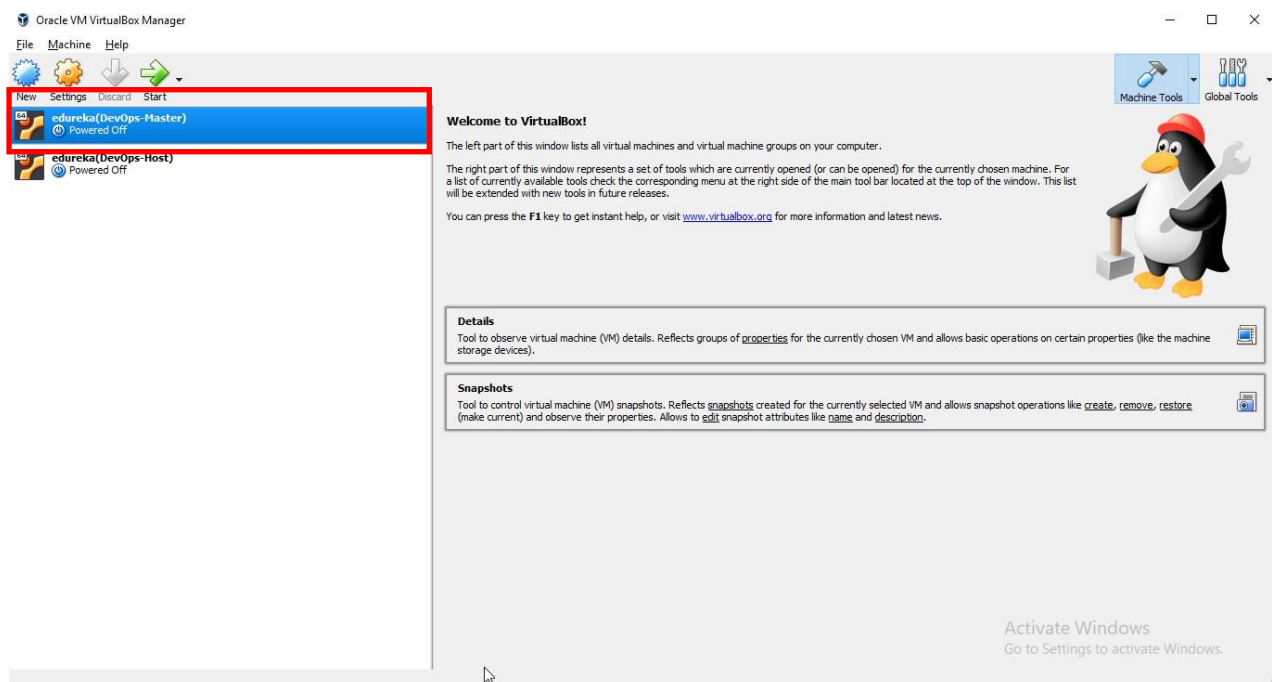 Oracle VM VirtualBox Manager
File Machine Help
New Settings Discard Start
Machine Tools Global Tools
64 edureka(DevOps-Master)
Powered Off
64 edureka(DevOps-Host)
Powered Off
Welcome to VirtualBox!
The left part of this window lists all virtual machines and virtual machine groups on your computer.
The right part of this window represents a set of tools which are currently opened (or can be opened) for the currently chosen machine. For
a list of currently available tools check the corresponding menu at the right side of the main tool bar located at the top of the window. This list
will be extended with new tools in future releases.
You can press the F1 key to get instant help, or visit www.virtualbox.org for more information and latest news.
Details
Tool to observe virtual machine (VM) details. Reflects groups of properties for the currently chosen VM and allows basic operations on certain properties (like the machine
storage devices).
Snapshots
Tool to control virtual machine (VM) snapshots. Reflects snapshots created for the currently selected VM and allows snapshot operations like create, remove, restore
(make current) and observe their properties. Allows to edit snapshot attributes like name and description.
Activate Windows
Go to Settings to activate Windows.